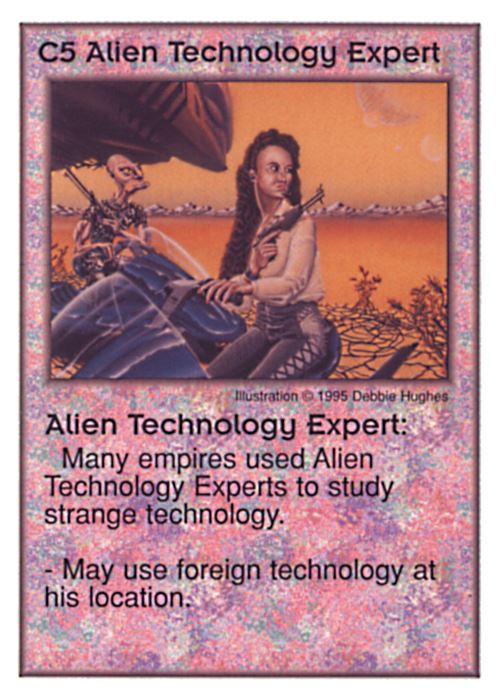 C5 Alien Technology Expert
Illustration © 1995 Debbie Hughes
Alien Technology Expert:
Many empires used Alien
Technology Experts to study
strange technology.
- May use foreign technology at
his location.